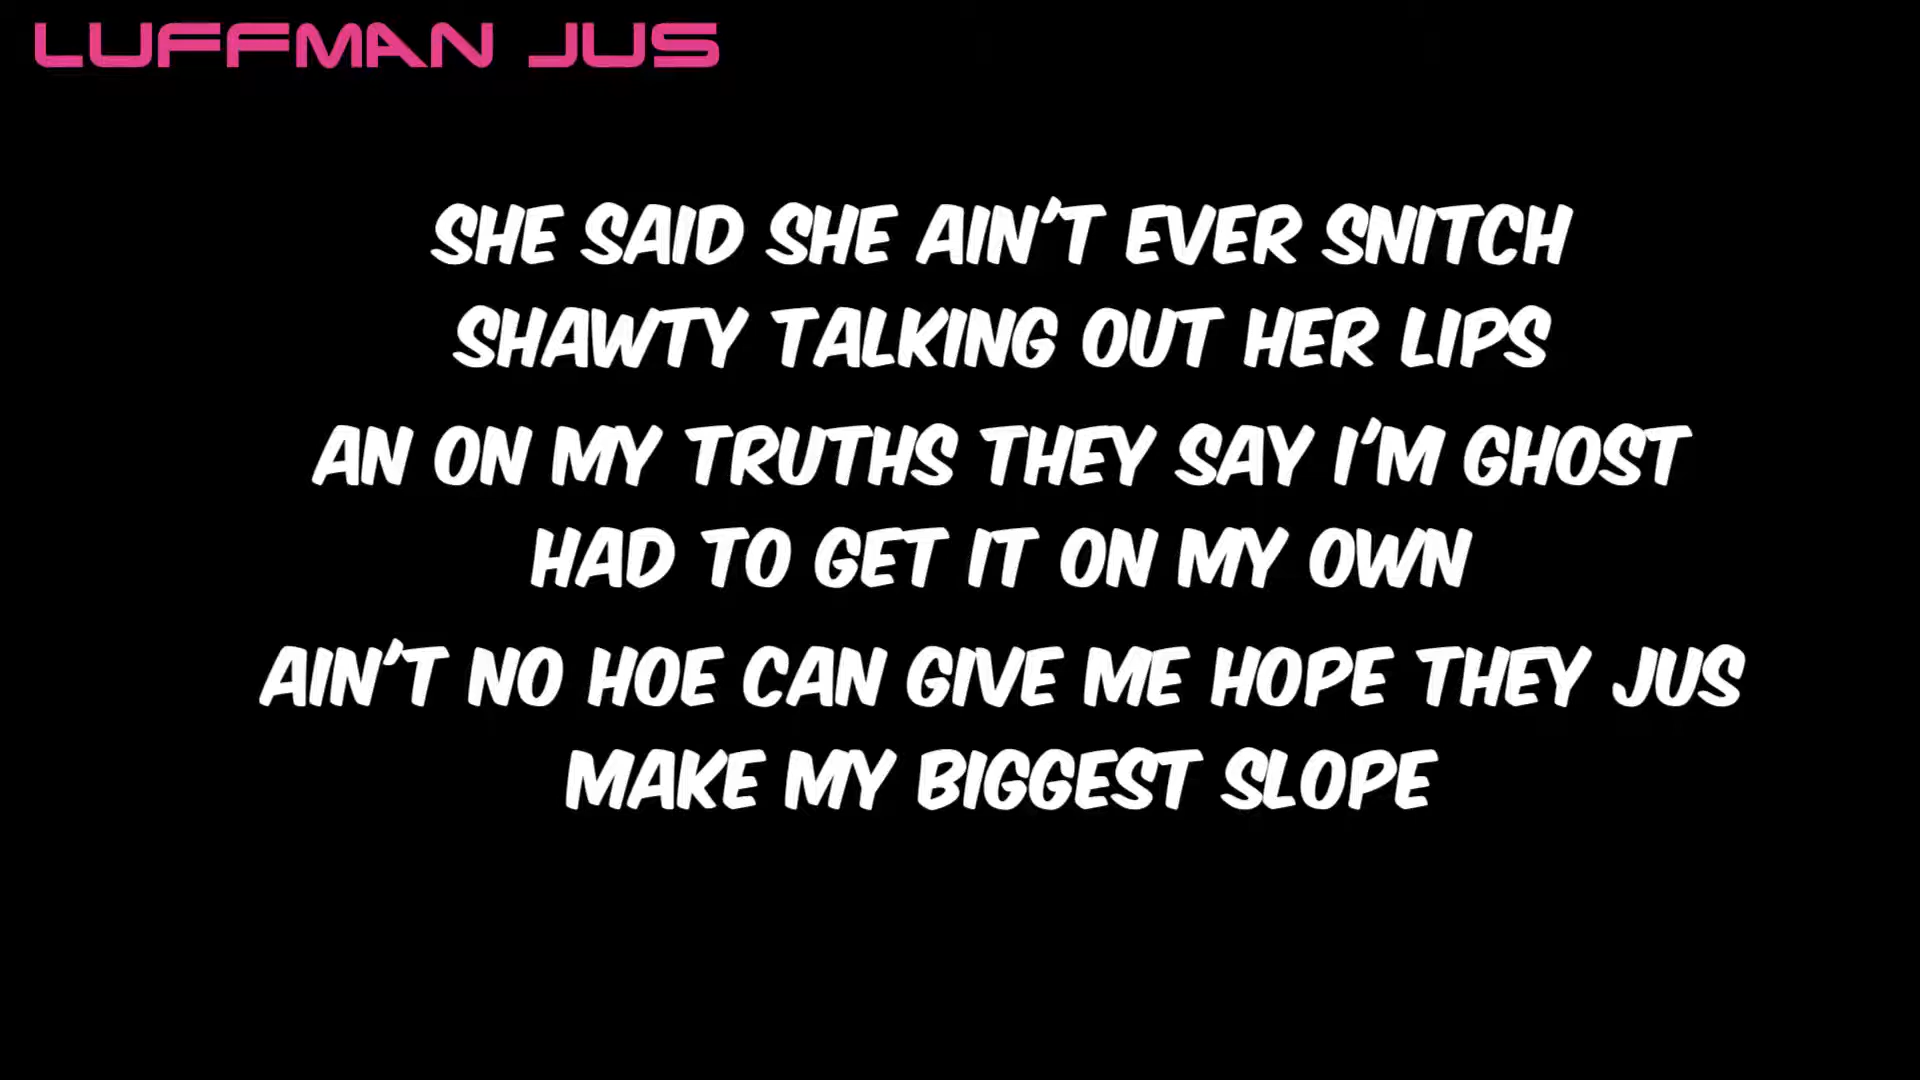 LUFFMAN JUS
SHE SAID SHE AIN'T EVER SNITCH
SHAWTY TALKING OUT HER LIPS
AN ON MY TRUTHS THEY SAY I'M GHOST
HAD TO GET IT ON MY OWN
AIN'T NO HOE CAN GIVE ME HOPE THEY JUS
MAKE MY BIGGEST SLOPE